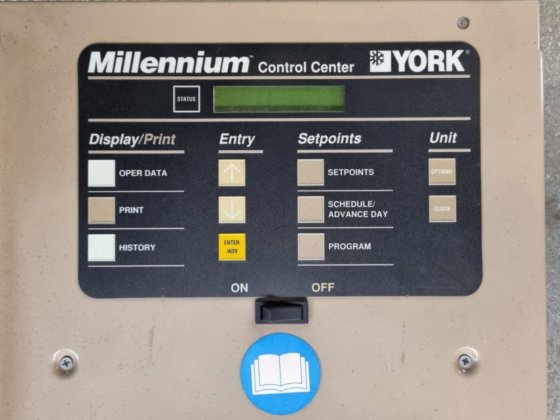 Millennium™ Control Center YORK®
STATUS
Display/Print Entry Setpoints Unit
OPER DATA ↑ SETPOINTS OPTIONS
PRINT ↓ SCHEDULE/
ADVANCE DAY CLOCK
HISTORY ENTER
/ADV PROGRAM
ON OFF